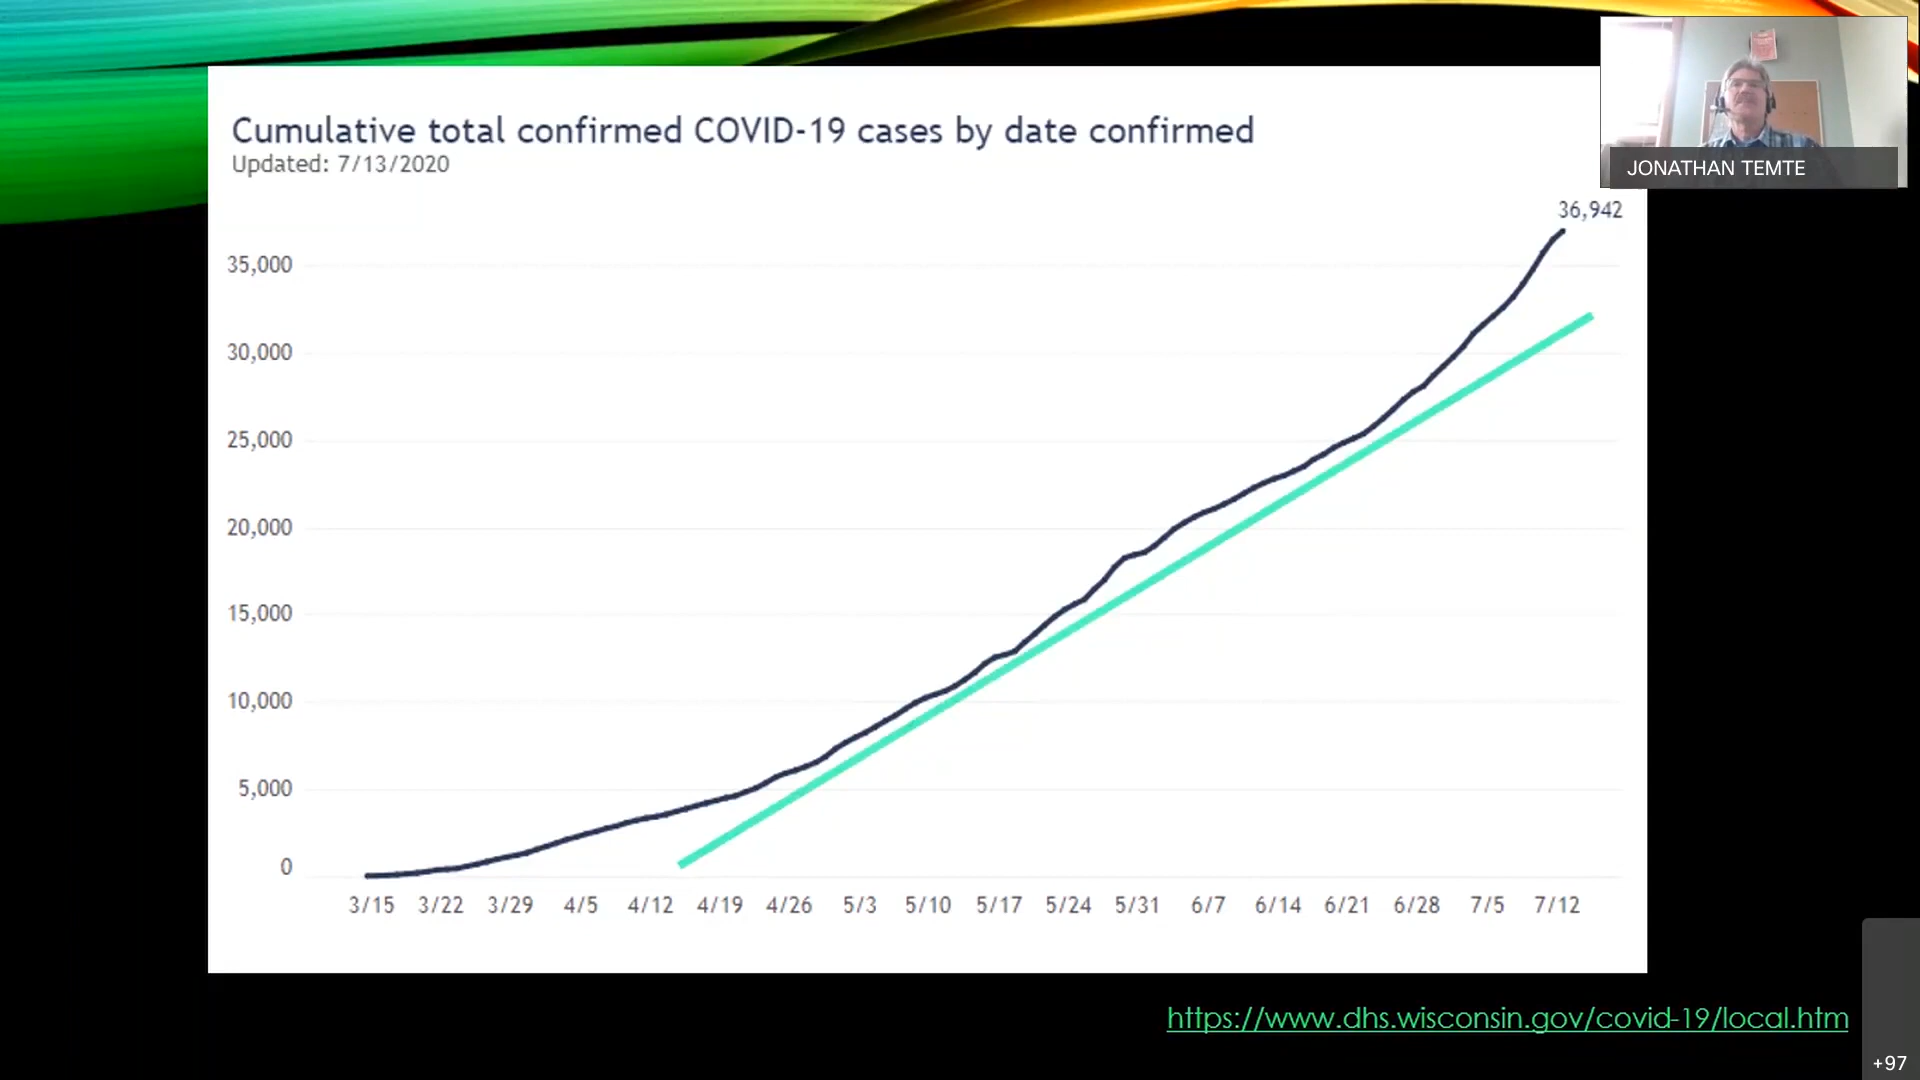 JONATHAN TEMTE
Cumulative total confirmed COVID-19 cases by date confirmed
Updated: 7/13/2020
36,942
35,000
30,000
25,000
20,000
15,000
10,000
5,000
0
3/15 3/22 3/29 4/5 4/12 4/19 4/26 5/3 5/10 5/17 5/24 5/31 6/7 6/14 6/21 6/28 7/5 7/12
https://www.dhs.wisconsin.gov/covid-19/local.htm
+97